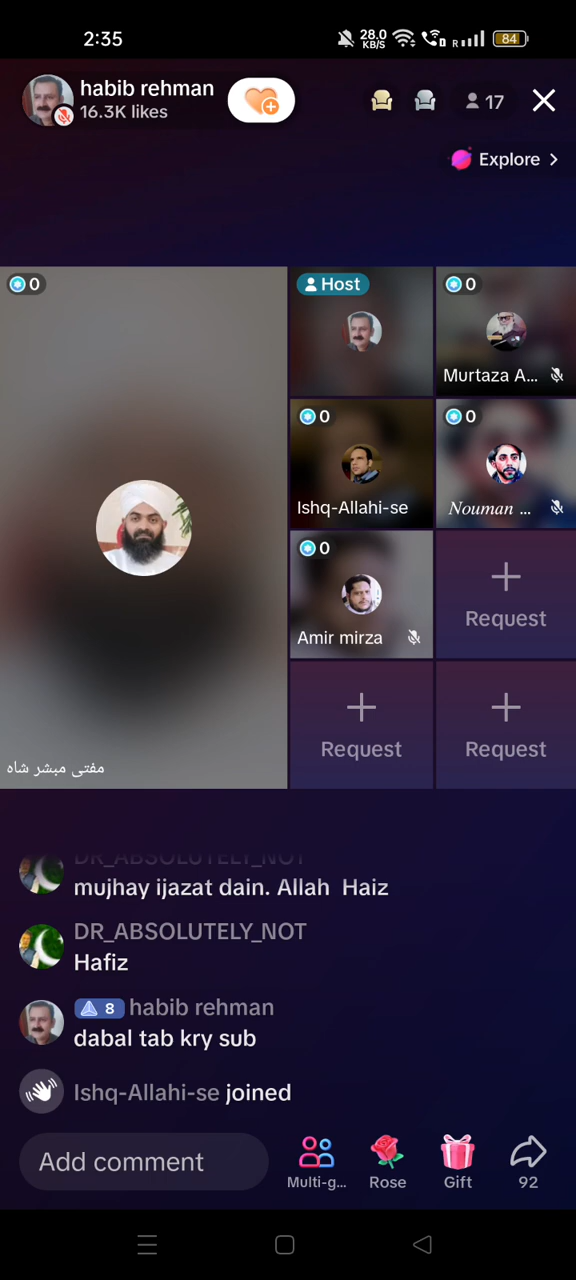 2:35
28.0
KB/S
R
84
habib rehman
16.3K likes
17
Explore
0
Host
0
Murtaza A...
0
Ishq-Allahi-se
0
Nouman ...
0
Amir mirza
Request
Request
Request
مفتی مبشر شاہ
DR_ABSOLUTELY_NOT
mujhay ijazat dain. Allah Haiz
DR_ABSOLUTELY_NOT
Hafiz
8 habib rehman
dabal tab kry sub
Ishq-Allahi-se joined
Add comment
Multi-g...
Rose
Gift
92